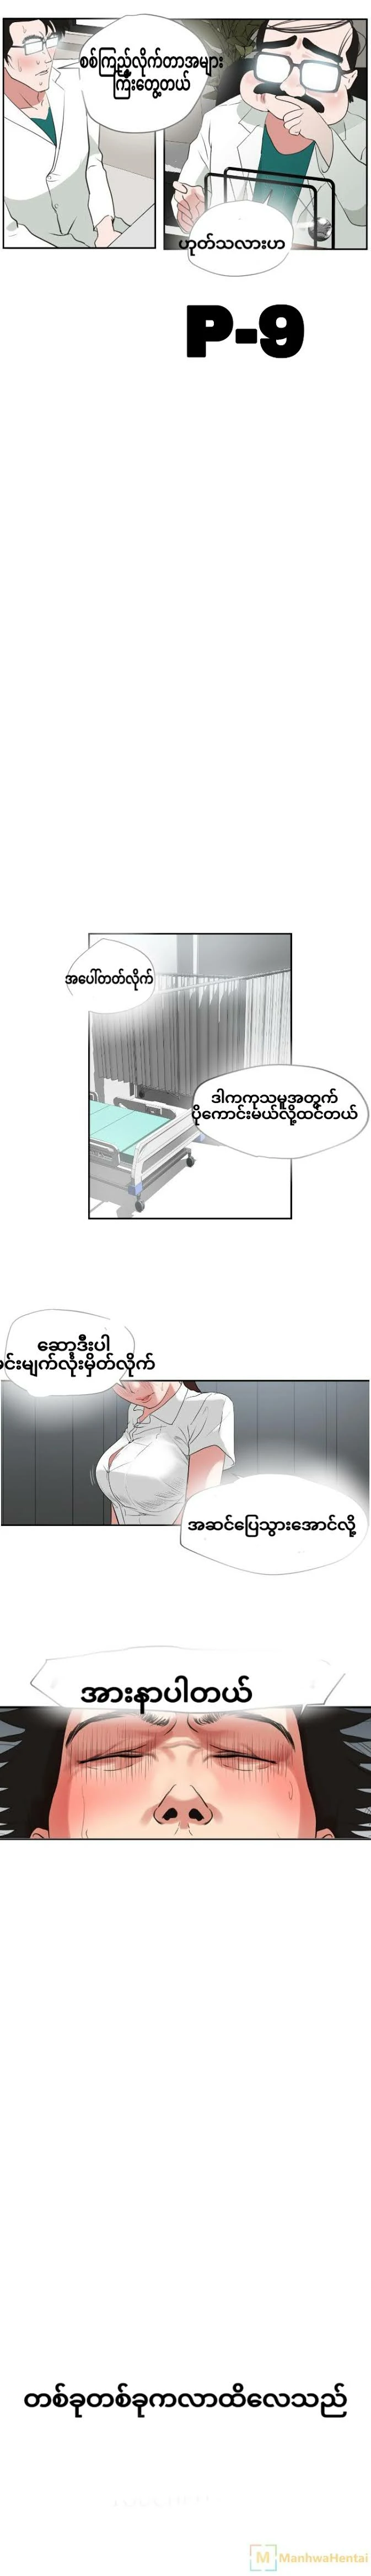 စစ်ကြည့်လိုက်တာအများ
ကြီးတွေ့တယ်
ဟုတ်သလားဟ
P-9
အပေါ်တတ်လိုက်
ဒါကကုသမှုအတွက်
ပိုကောင်းမယ်လို့ထင်တယ်
ဆော့ဒီးပါ
မင်းမျက်လုံးမှိတ်လိုက်
အဆင်ပြေသွားအောင်လို့
အားနာပါတယ်
တစ်ခုတစ်ခုကလာထိလေသည်
M ManhwaHentai